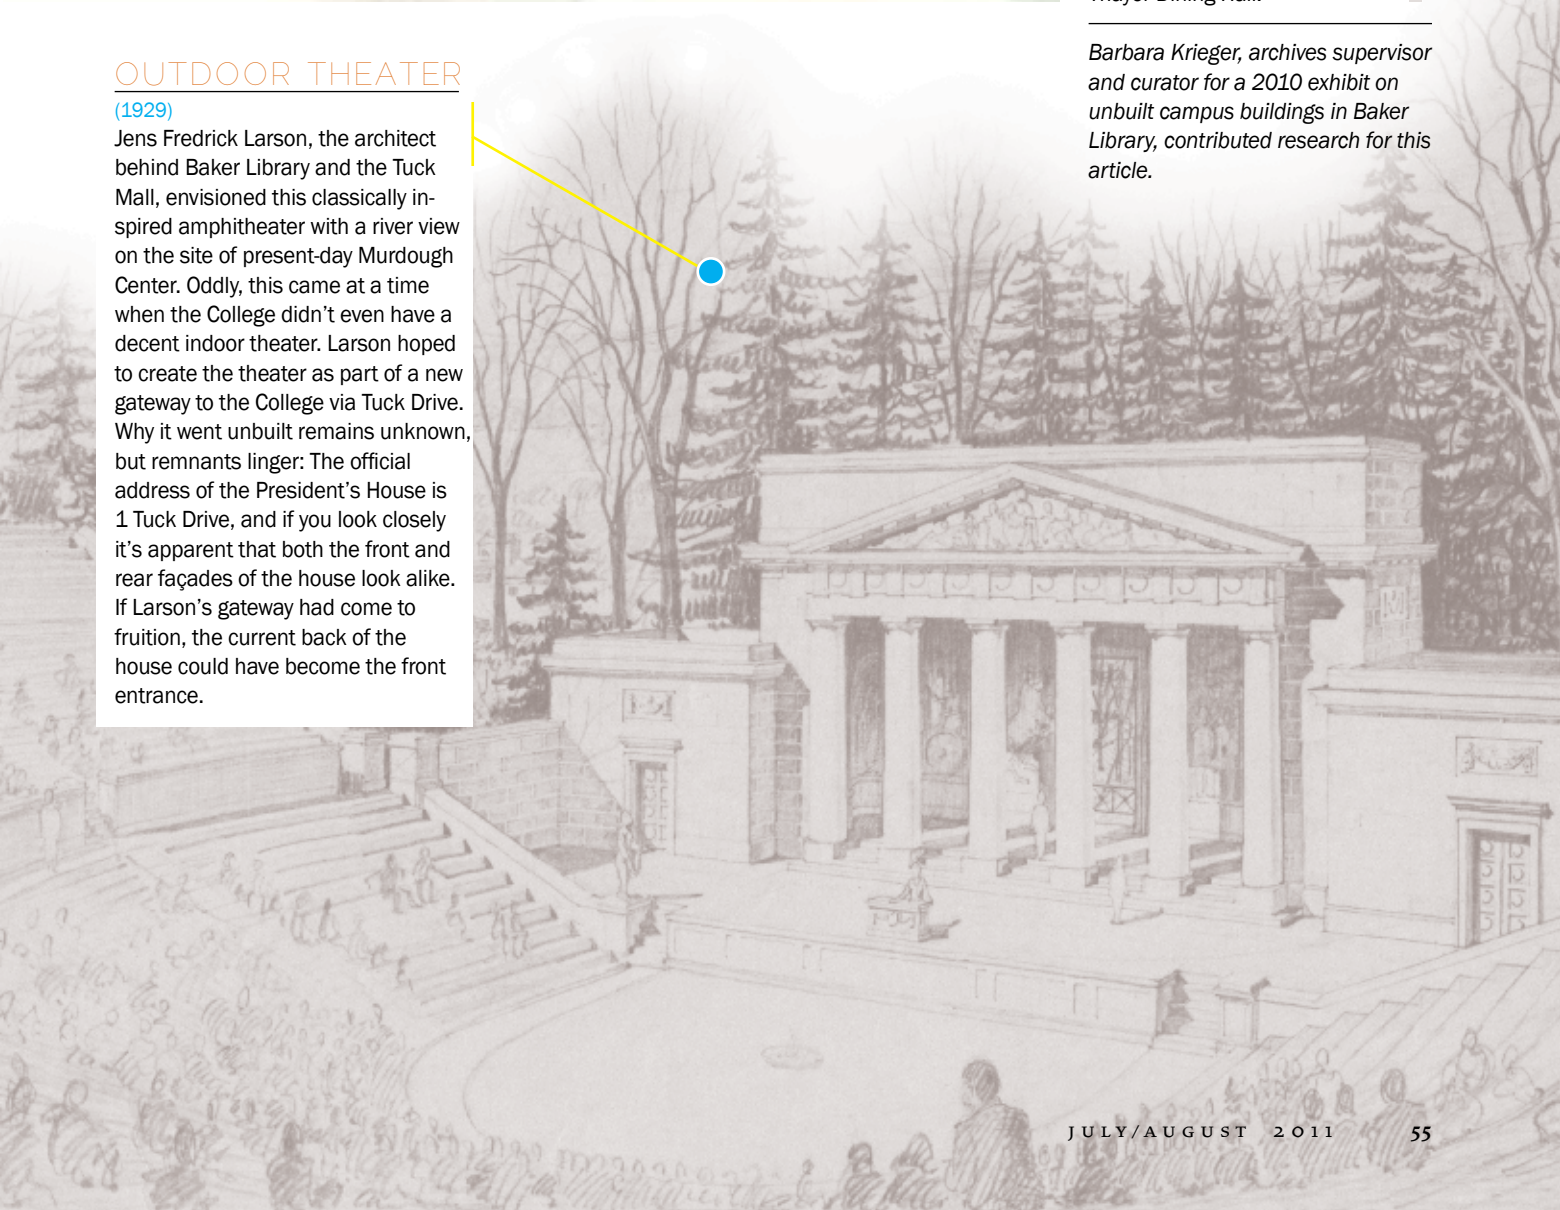 OUTDOOR THEATER
(1929)
Jens Fredrick Larson, the architect
behind Baker Library and the Tuck
Mall, envisioned this classically in-
spired amphitheater with a river view
on the site of present-day Murdough
Center. Oddly, this came at a time
when the College didn’t even have a
decent indoor theater. Larson hoped
to create the theater as part of a new
gateway to the College via Tuck Drive.
Why it went unbuilt remains unknown,
but remnants linger: The official
address of the President’s House is
1 Tuck Drive, and if you look closely
it’s apparent that both the front and
rear façades of the house look alike.
If Larson’s gateway had come to
fruition, the current back of the
house could have become the front
entrance.
Thayer Dining Hall.
Barbara Krieger, archives supervisor
and curator for a 2010 exhibit on
unbuilt campus buildings in Baker
Library, contributed research for this
article.
JULY/AUGUST 2011 55